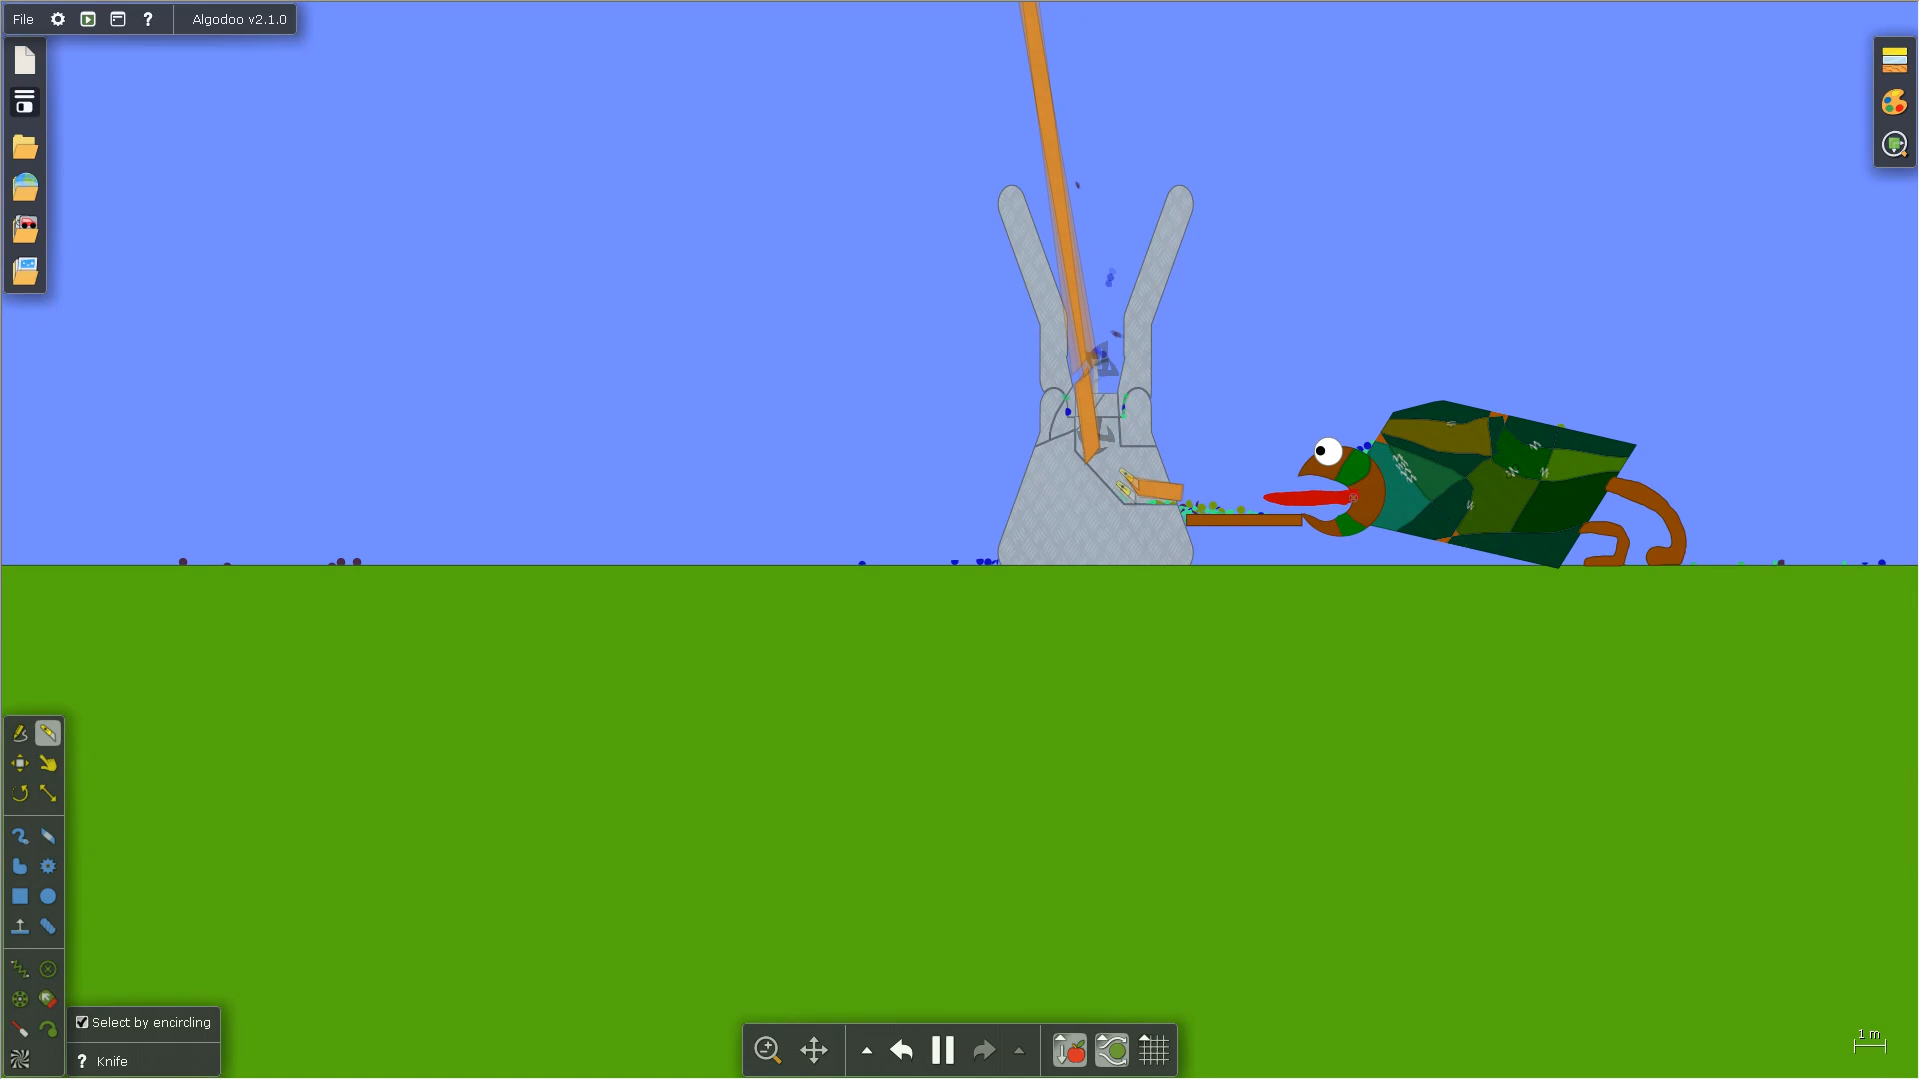 File ? Algodoo v2.1.0
Select by encircling
? Knife
1 m